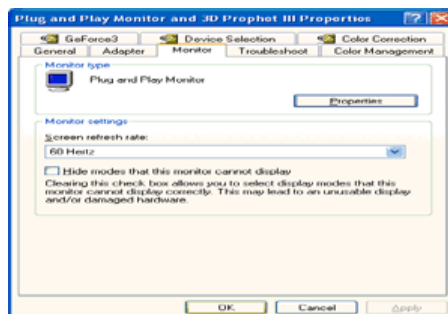 Plug and Play Monitor and 3D Prophet III Properties
GeForce3 Device Selection Color Correction
General Adapter Monitor Troubleshoot Color Management
Monitor type
Plug and Play Monitor
Properties
Monitor settings
Screen refresh rate:
60 Hertz
Hide modes that this monitor cannot display
Clearing this check box allows you to select display modes that this
monitor cannot display correctly. This may lead to an unusable display
and/or damaged hardware.
OK Cancel Apply